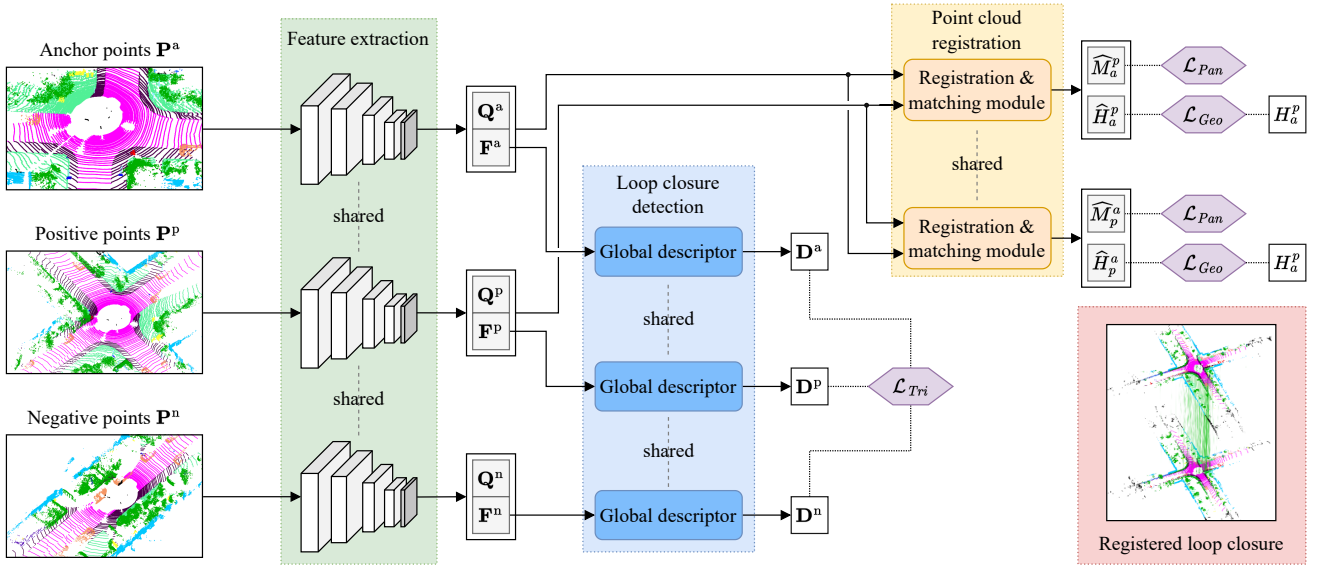 Anchor points Pᵃ
Positive points Pᵖ
Negative points Pⁿ
Feature extraction
shared
shared
Qᵃ
Fᵃ
Qᵖ
Fᵖ
Qⁿ
Fⁿ
Loop closure
detection
Global descriptor
shared
Global descriptor
shared
Global descriptor
Dᵃ
Dᵖ
Dⁿ
ℒ_Tri
Point cloud
registration
Registration &
matching module
shared
Registration &
matching module
M̂ₐᵖ
ℒ_Pan
Ĥₐᵖ
ℒ_Geo
Hₐᵖ
M̂ₚᵃ
ℒ_Pan
Ĥₚᵃ
ℒ_Geo
Hₐᵖ
Registered loop closure